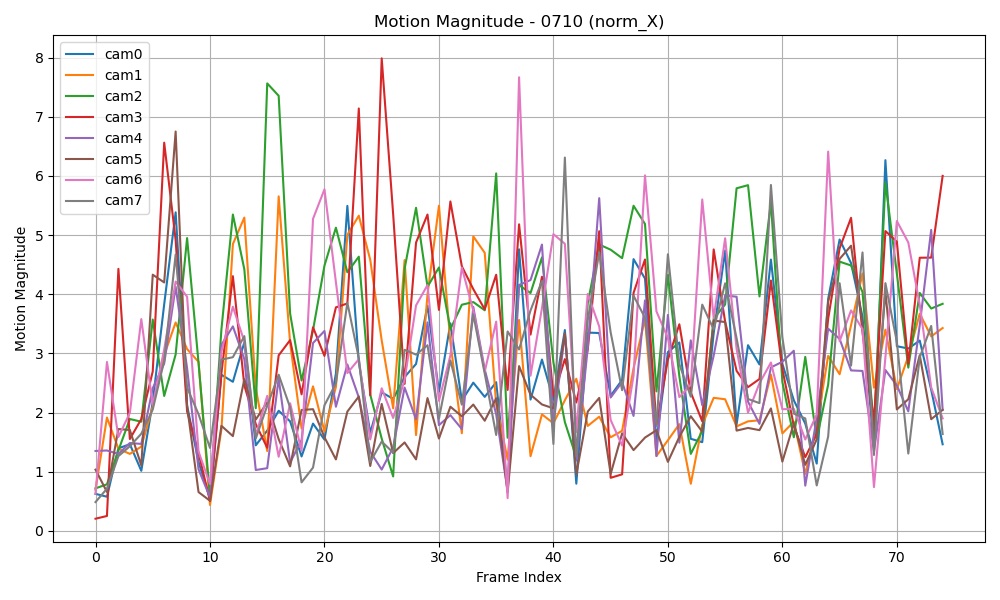 Motion Magnitude - 0710 (norm_X)
cam0
cam1
cam2
cam3
cam4
cam5
cam6
cam7
Motion Magnitude
8
7
6
5
4
3
2
1
0
0 10 20 30 40 50 60 70
Frame Index